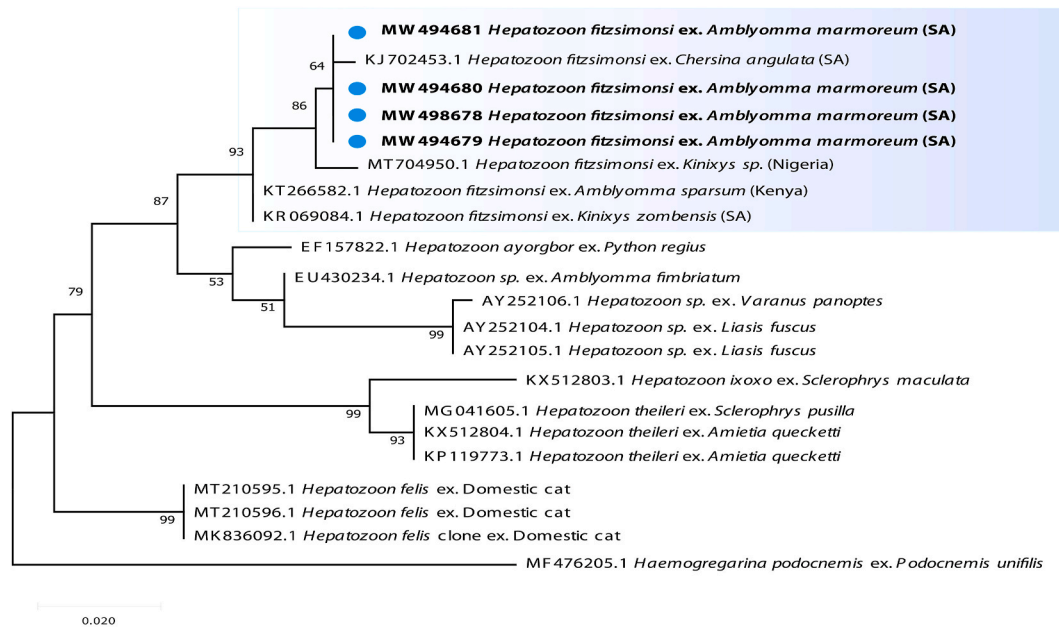 MW494681 Hepatozoon fitzsimonsi ex. Amblyomma marmoreum (SA)
64
KJ702453.1 Hepatozoon fitzsimonsi ex. Chersina angulata (SA)
86
MW494680 Hepatozoon fitzsimonsi ex. Amblyomma marmoreum (SA)
MW498678 Hepatozoon fitzsimonsi ex. Amblyomma marmoreum (SA)
MW494679 Hepatozoon fitzsimonsi ex. Amblyomma marmoreum (SA)
93
MT704950.1 Hepatozoon fitzsimonsi ex. Kinixys sp. (Nigeria)
KT266582.1 Hepatozoon fitzsimonsi ex. Amblyomma sparsum (Kenya)
87
KR069084.1 Hepatozoon fitzsimonsi ex. Kinixys zombensis (SA)
EF157822.1 Hepatozoon ayorgbor ex. Python regius
53
EU430234.1 Hepatozoon sp. ex. Amblyomma fimbriatum
79
51
AY252106.1 Hepatozoon sp. ex. Varanus panoptes
99
AY252104.1 Hepatozoon sp. ex. Liasis fuscus
AY252105.1 Hepatozoon sp. ex. Liasis fuscus
KX512803.1 Hepatozoon ixoxo ex. Sclerophrys maculata
99
MG041605.1 Hepatozoon theileri ex. Sclerophrys pusilla
93
KX512804.1 Hepatozoon theileri ex. Amietia quecketti
KP119773.1 Hepatozoon theileri ex. Amietia quecketti
MT210595.1 Hepatozoon felis ex. Domestic cat
99
MT210596.1 Hepatozoon felis ex. Domestic cat
MK836092.1 Hepatozoon felis clone ex. Domestic cat
MF476205.1 Haemogregarina podocnemis ex. Podocnemis unifilis
0.020